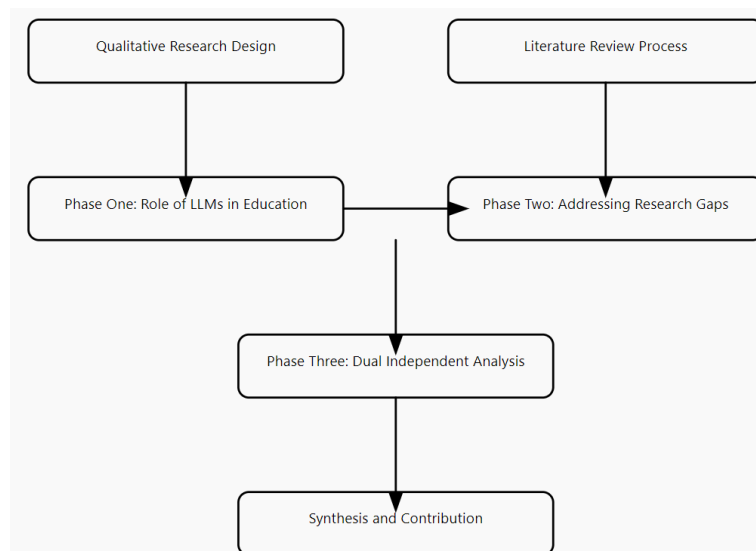 Qualitative Research Design
Literature Review Process
Phase One: Role of LLMs in Education
Phase Two: Addressing Research Gaps
Phase Three: Dual Independent Analysis
Synthesis and Contribution